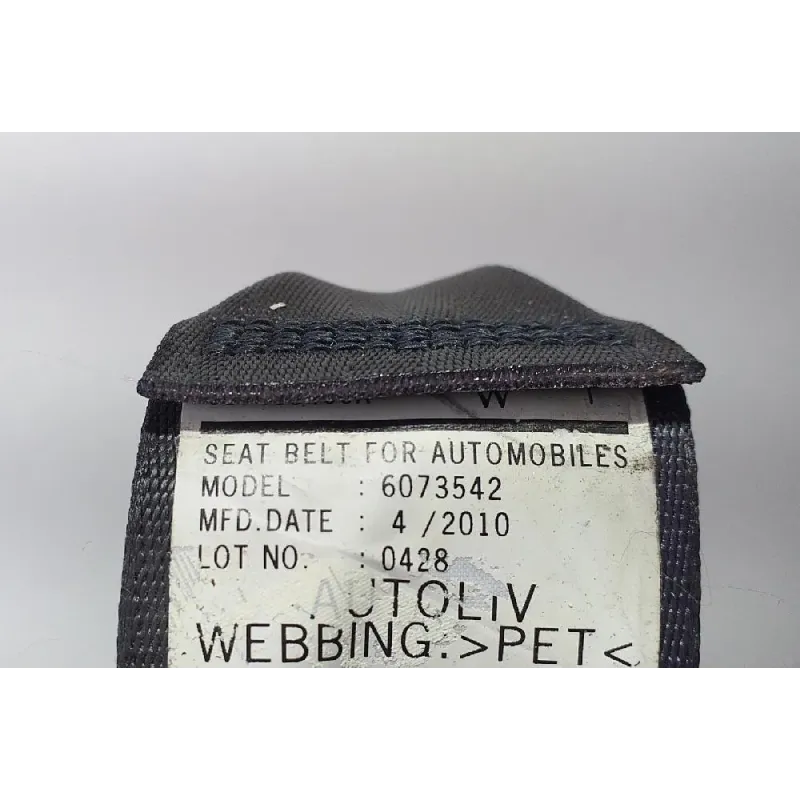 SEAT BELT FOR AUTOMOBILES
MODEL : 6073542
MFD.DATE : 4 /2010
LOT NO. : 0428
AUTOLIV
WEBBING.>PET<